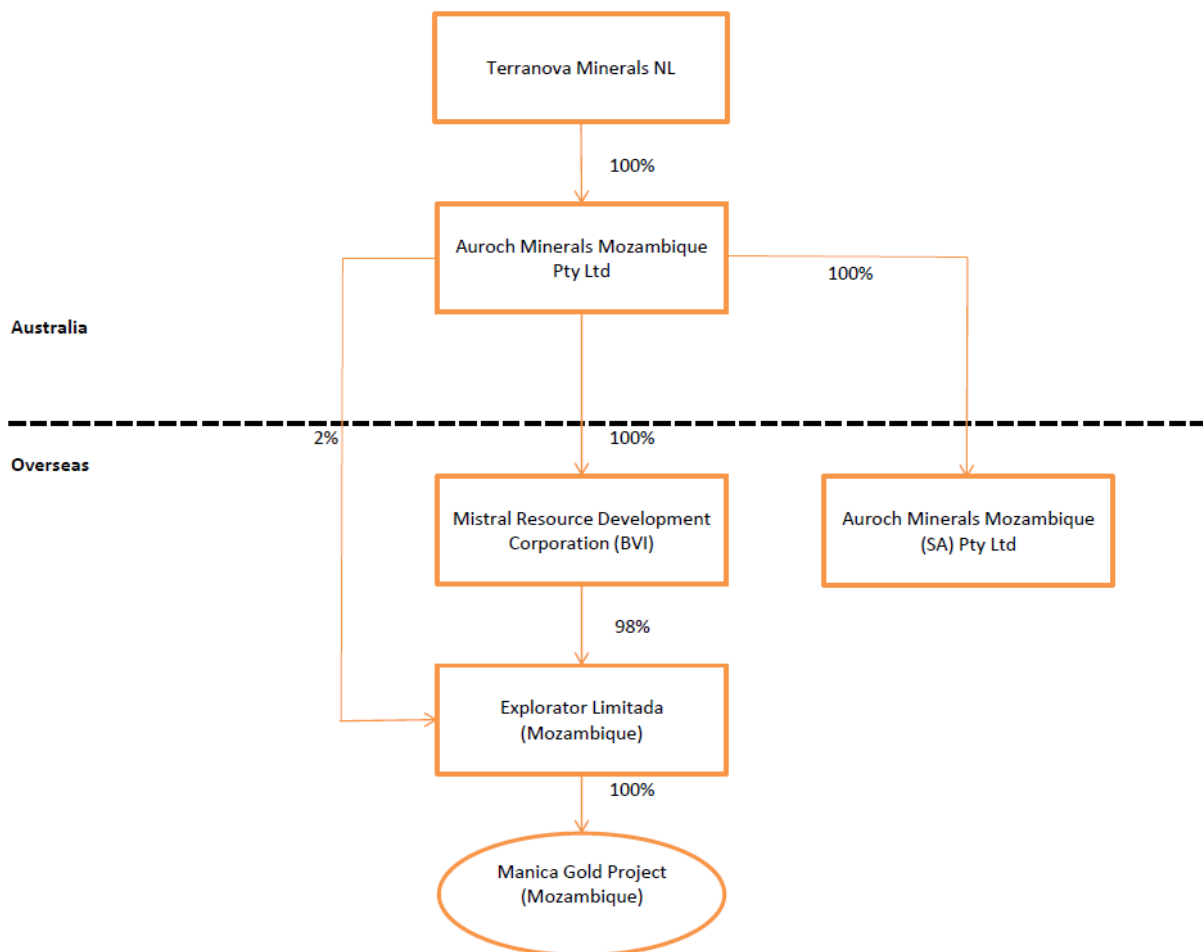 Terranova Minerals NL
100%
Auroch Minerals Mozambique
Pty Ltd
100%
Australia
2%
100%
Overseas
Mistral Resource Development
Corporation (BVI)
Auroch Minerals Mozambique
(SA) Pty Ltd
98%
Explorator Limitada
(Mozambique)
100%
Manica Gold Project
(Mozambique)